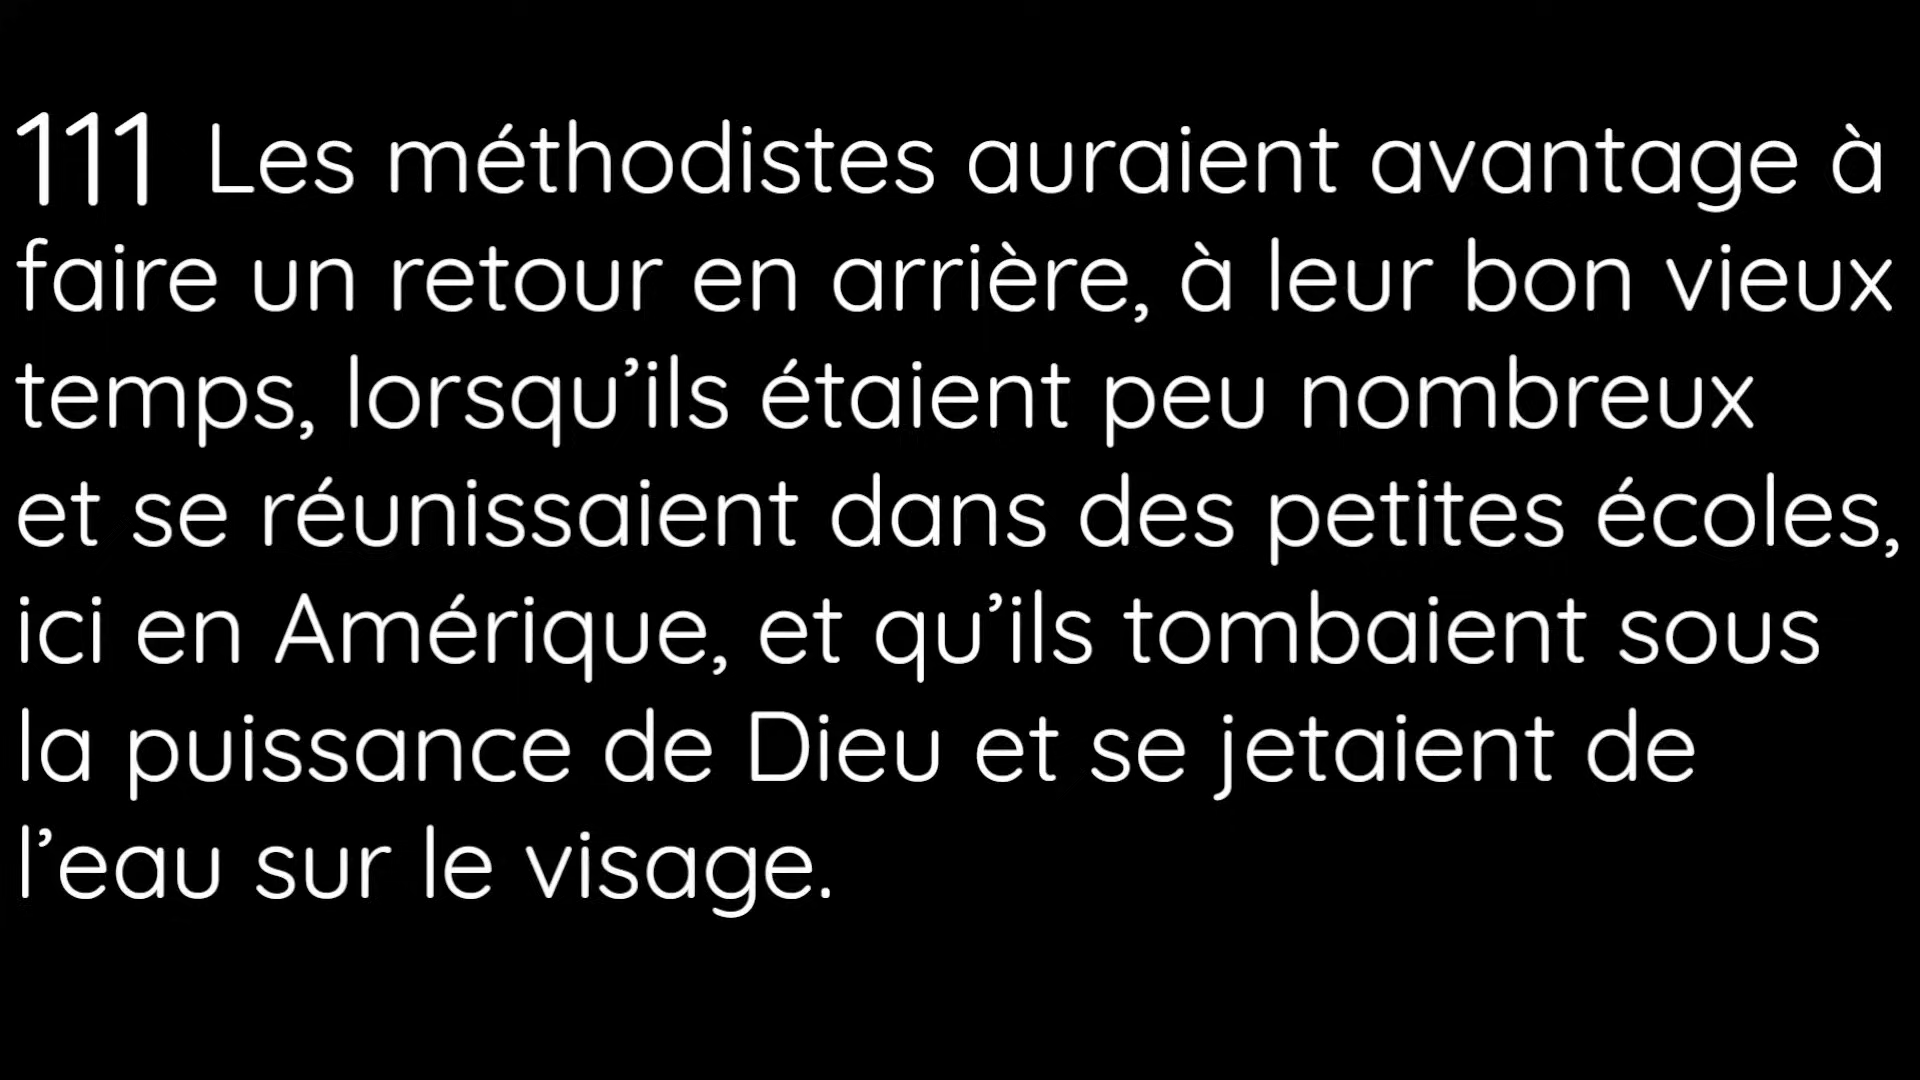 111 Les méthodistes auraient avantage à
faire un retour en arrière, à leur bon vieux
temps, lorsqu’ils étaient peu nombreux
et se réunissaient dans des petites écoles,
ici en Amérique, et qu’ils tombaient sous
la puissance de Dieu et se jetaient de
l’eau sur le visage.